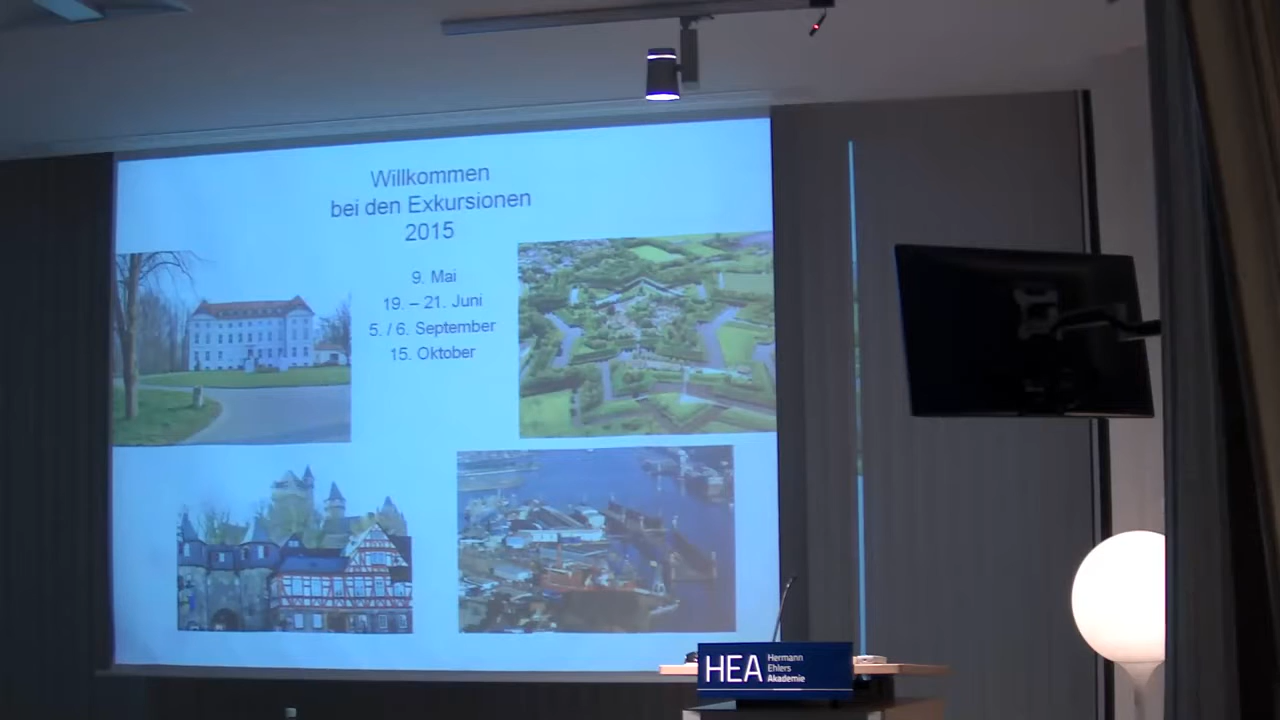 Willkommen
bei den Exkursionen
2015
9. Mai
19. – 21. Juni
5. / 6. September
15. Oktober
HEA
Hermann
Ehlers
Akademie